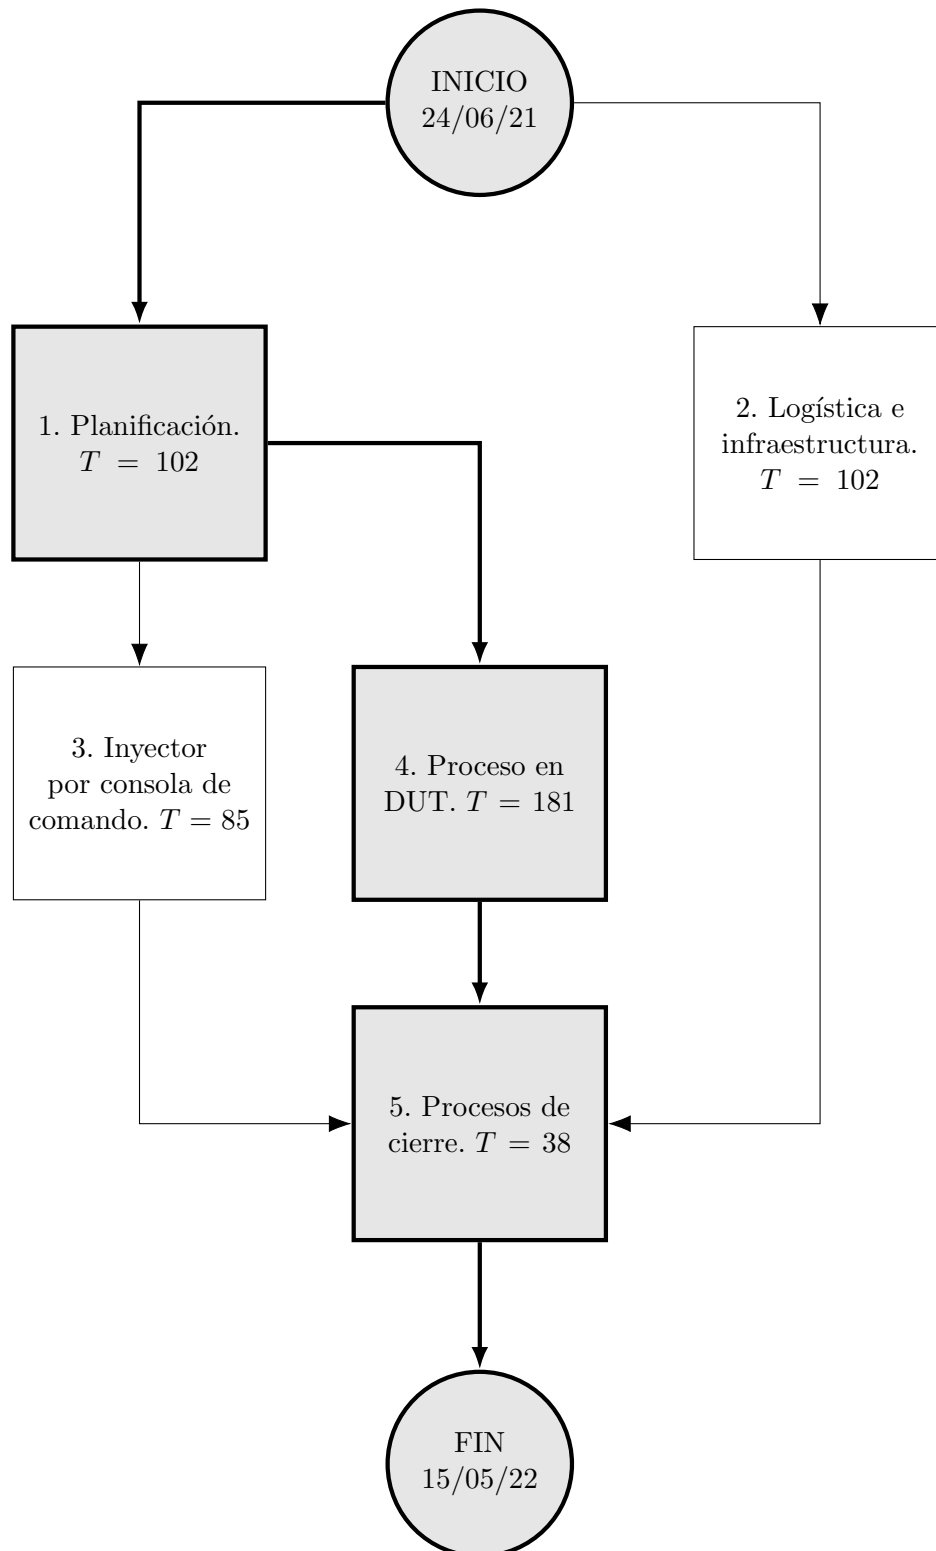 INICIO
24/06/21
1. Planificación.
T = 102
2. Logística e
infraestructura.
T = 102
3. Inyector
por consola de
comando. T = 85
4. Proceso en
DUT. T = 181
5. Procesos de
cierre. T = 38
FIN
15/05/22